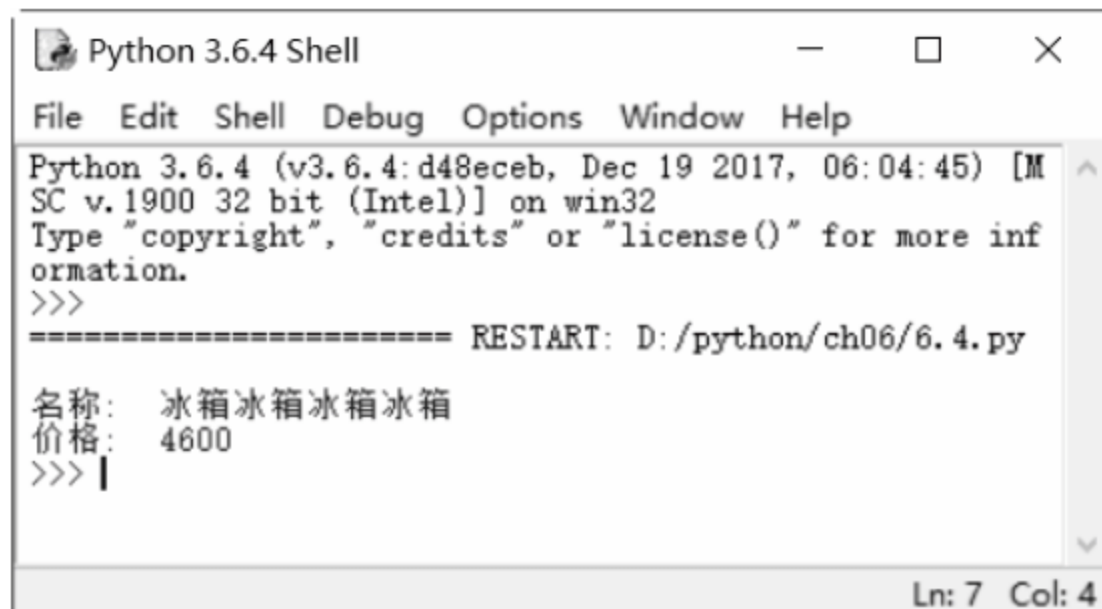 Python 3.6.4 Shell
File Edit Shell Debug Options Window Help
Python 3.6.4 (v3.6.4:d48eceb, Dec 19 2017, 06:04:45) [M
SC v.1900 32 bit (Intel)] on win32
Type "copyright", "credits" or "license()" for more inf
ormation.
>>>
======================= RESTART: D:/python/ch06/6.4.py
名称: 冰箱冰箱冰箱冰箱
价格: 4600
>>>
Ln: 7 Col: 4